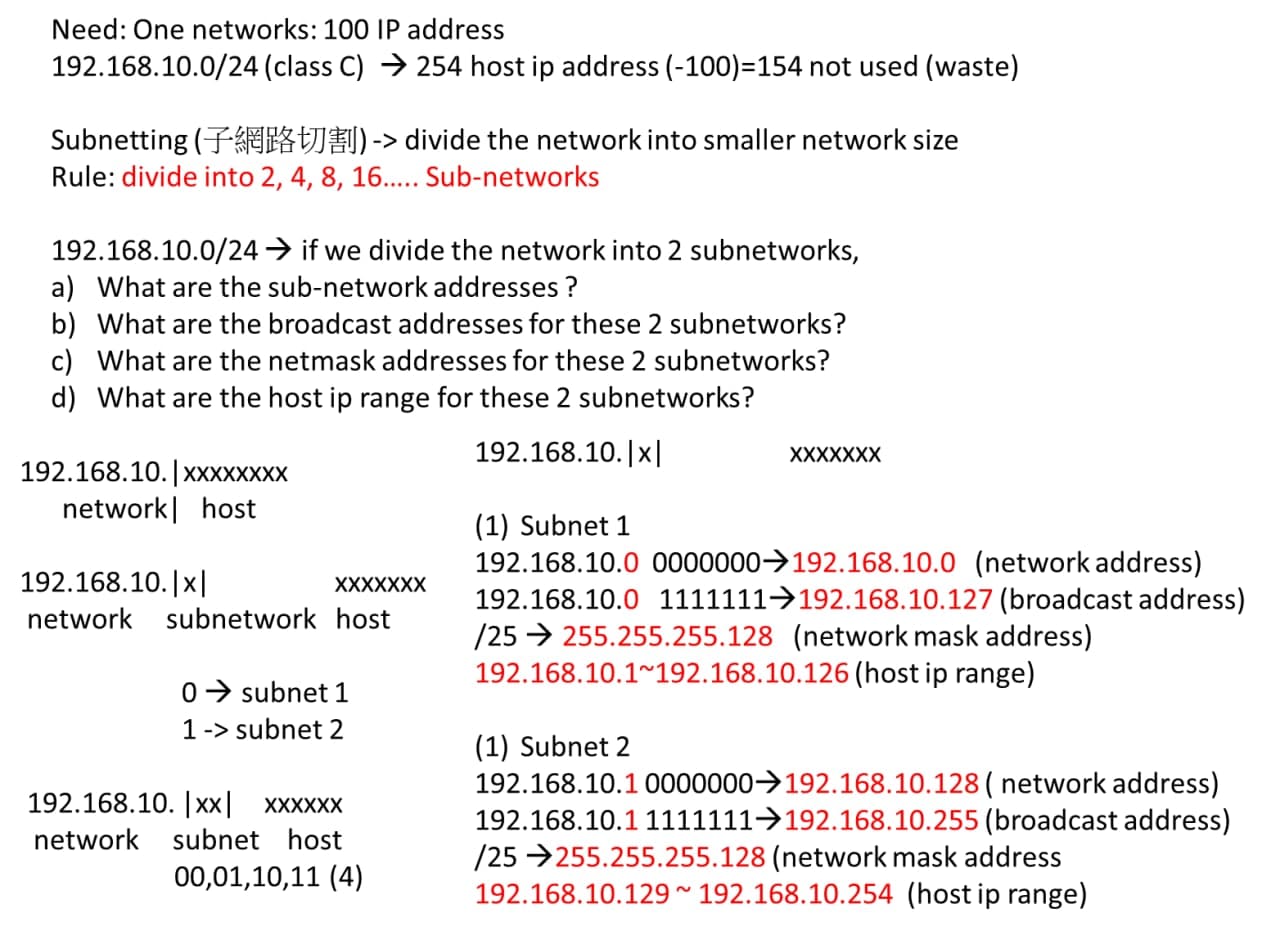 Need: One networks: 100 IP address
192.168.10.0/24 (class C) → 254 host ip address (-100)=154 not used (waste)
Subnetting (子網路切割) -> divide the network into smaller network size
Rule: divide into 2, 4, 8, 16..... Sub-networks
192.168.10.0/24 → if we divide the network into 2 subnetworks,
a) What are the sub-network addresses ?
b) What are the broadcast addresses for these 2 subnetworks?
c) What are the netmask addresses for these 2 subnetworks?
d) What are the host ip range for these 2 subnetworks?
192.168.10.|xxxxxxxx
network| host
192.168.10.|x| xxxxxxx
network subnetwork host
0 → subnet 1
1 -> subnet 2
192.168.10. |xx| xxxxxx
network subnet host
00,01,10,11 (4)
192.168.10.|x| xxxxxxx
(1) Subnet 1
192.168.10.0 0000000→192.168.10.0 (network address)
192.168.10.0 1111111→192.168.10.127 (broadcast address)
/25 → 255.255.255.128 (network mask address)
192.168.10.1~192.168.10.126 (host ip range)
(1) Subnet 2
192.168.10.1 0000000→192.168.10.128 ( network address)
192.168.10.1 1111111→192.168.10.255 (broadcast address)
/25 →255.255.255.128 (network mask address
192.168.10.129 ~ 192.168.10.254 (host ip range)